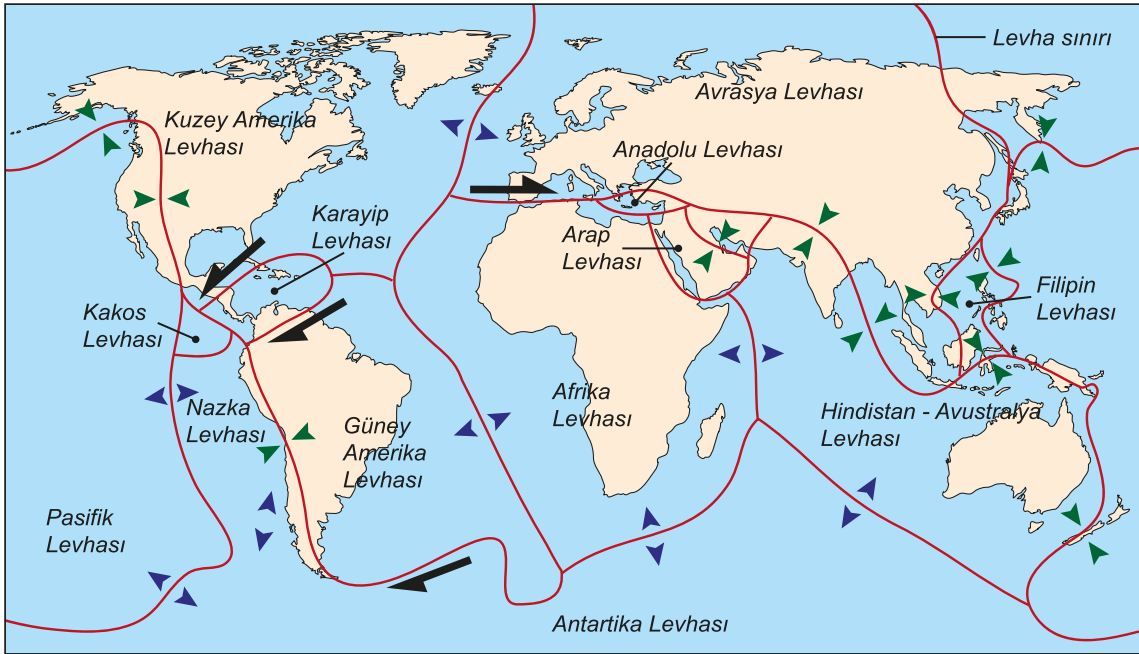 Levha sınırı
Avrasya Levhası
Kuzey Amerika
Levhası
Anadolu Levhası
Karayip
Levhası
Arap
Levhası
Filipin
Levhası
Kakos
Levhası
Nazka
Levhası
Güney
Amerika
Levhası
Afrika
Levhası
Hindistan - Avustralya
Levhası
Pasifik
Levhası
Antartika Levhası